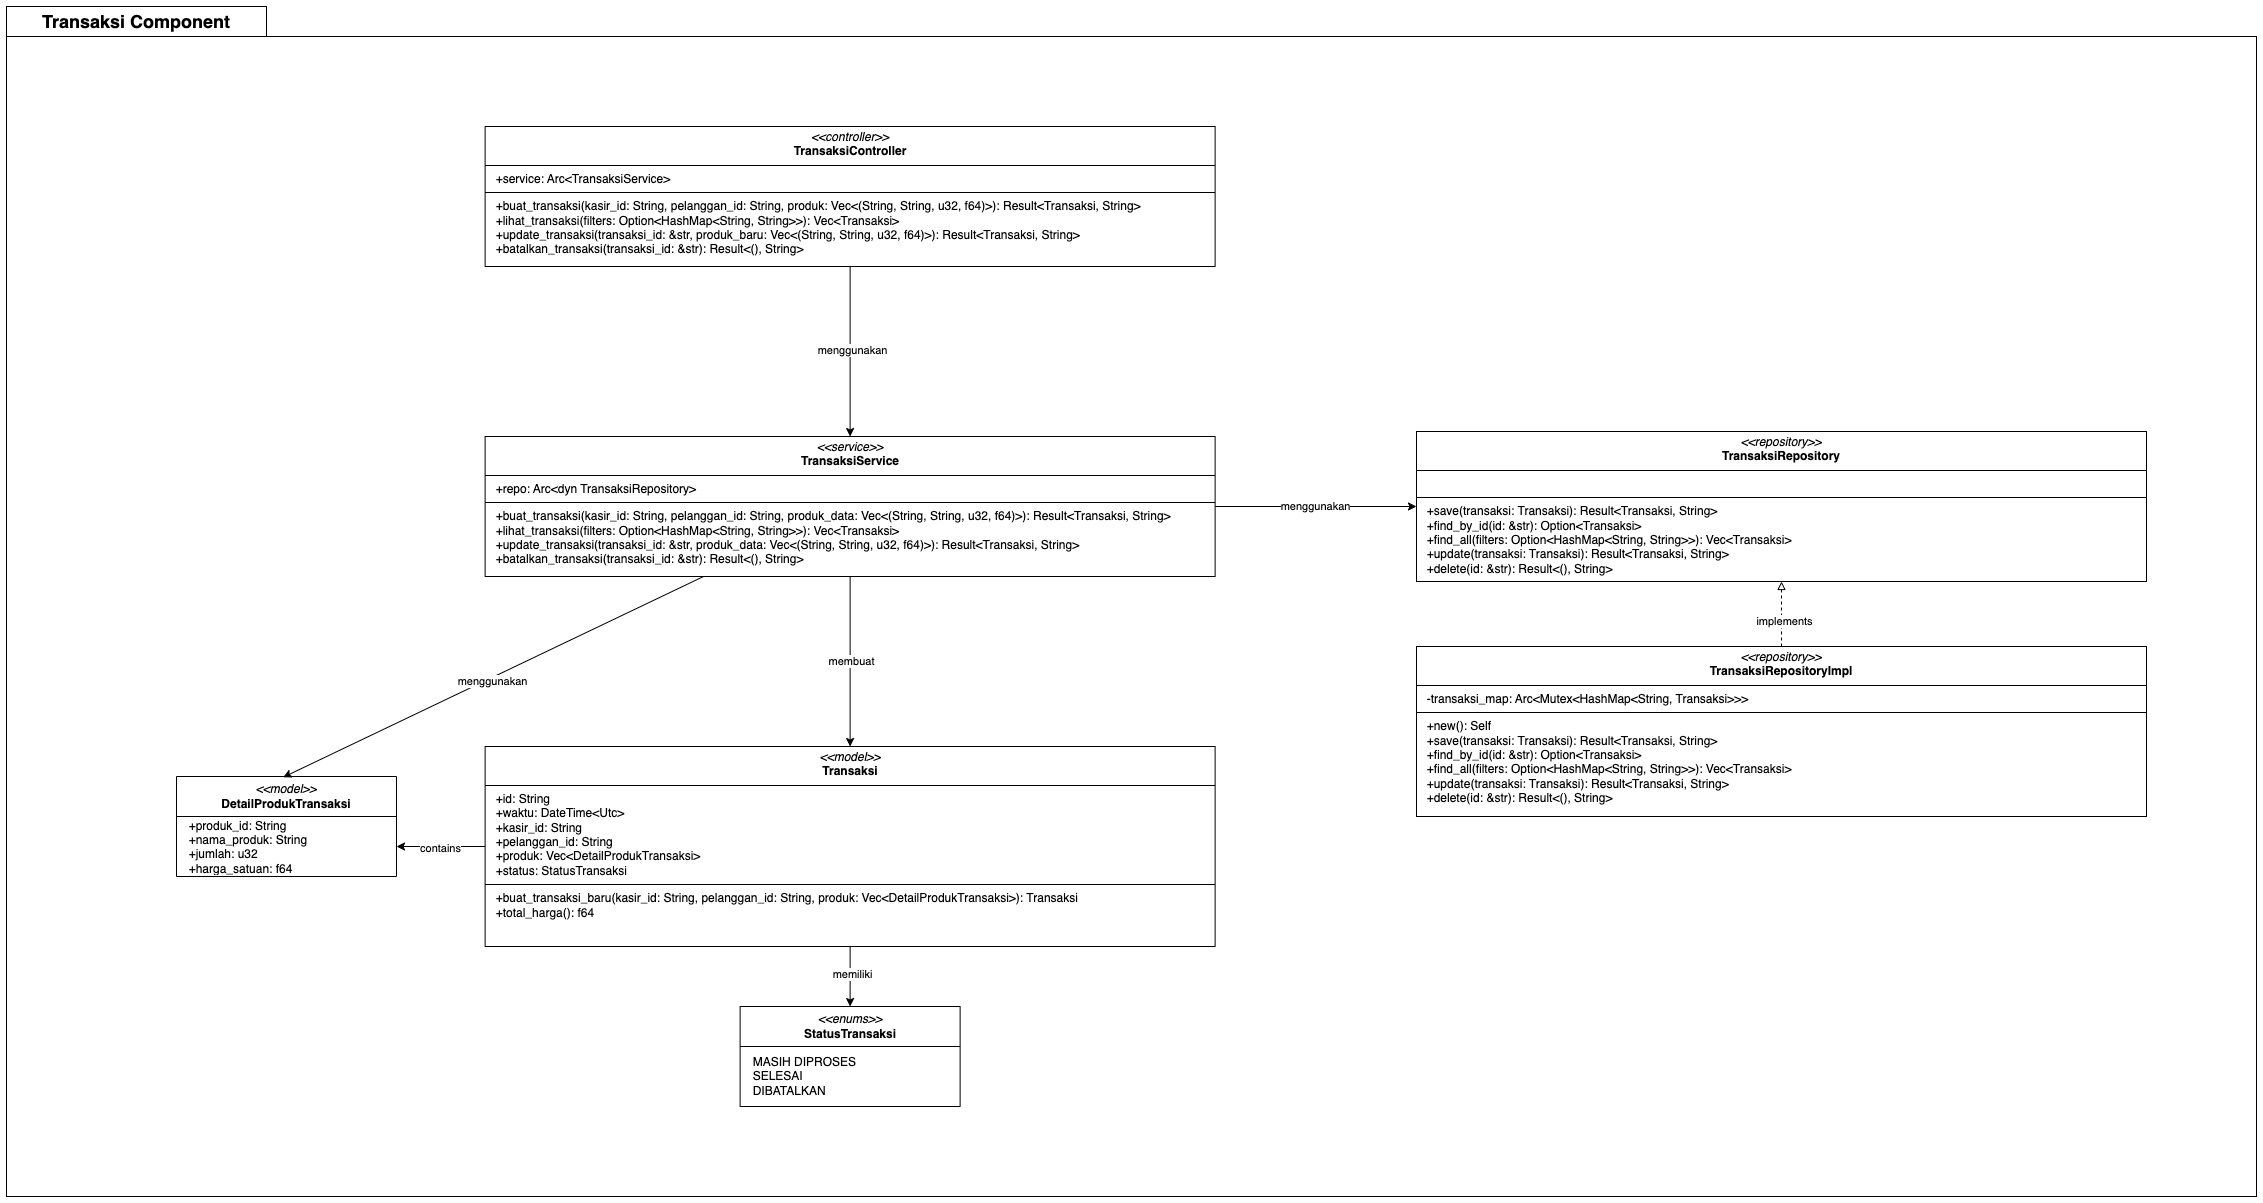 Transaksi Component
<<controller>>
TransaksiController
+service: Arc<TransaksiService>
+buat_transaksi(kasir_id: String, pelanggan_id: String, produk: Vec<(String, String, u32, f64)>): Result<Transaksi, String>
+lihat_transaksi(filters: Option<HashMap<String, String>>): Vec<Transaksi>
+update_transaksi(transaksi_id: &str, produk_baru: Vec<(String, String, u32, f64)>): Result<Transaksi, String>
+batalkan_transaksi(transaksi_id: &str): Result<(), String>
menggunakan
<<service>>
TransaksiService
+repo: Arc<dyn TransaksiRepository>
+buat_transaksi(kasir_id: String, pelanggan_id: String, produk_data: Vec<(String, String, u32, f64)>): Result<Transaksi, String>
+lihat_transaksi(filters: Option<HashMap<String, String>>): Vec<Transaksi>
+update_transaksi(transaksi_id: &str, produk_data: Vec<(String, String, u32, f64)>): Result<Transaksi, String>
+batalkan_transaksi(transaksi_id: &str): Result<(), String>
menggunakan
<<repository>>
TransaksiRepository
+save(transaksi: Transaksi): Result<Transaksi, String>
+find_by_id(id: &str): Option<Transaksi>
+find_all(filters: Option<HashMap<String, String>>): Vec<Transaksi>
+update(transaksi: Transaksi): Result<Transaksi, String>
+delete(id: &str): Result<(), String>
implements
<<repository>>
TransaksiRepositoryImpl
-transaksi_map: Arc<Mutex<HashMap<String, Transaksi>>>
+new(): Self
+save(transaksi: Transaksi): Result<Transaksi, String>
+find_by_id(id: &str): Option<Transaksi>
+find_all(filters: Option<HashMap<String, String>>): Vec<Transaksi>
+update(transaksi: Transaksi): Result<Transaksi, String>
+delete(id: &str): Result<(), String>
menggunakan
membuat
<<model>>
DetailProdukTransaksi
+produk_id: String
+nama_produk: String
+jumlah: u32
+harga_satuan: f64
contains
<<model>>
Transaksi
+id: String
+waktu: DateTime<Utc>
+kasir_id: String
+pelanggan_id: String
+produk: Vec<DetailProdukTransaksi>
+status: StatusTransaksi
+buat_transaksi_baru(kasir_id: String, pelanggan_id: String, produk: Vec<DetailProdukTransaksi>): Transaksi
+total_harga(): f64
memiliki
<<enums>>
StatusTransaksi
MASIH DIPROSES
SELESAI
DIBATALKAN